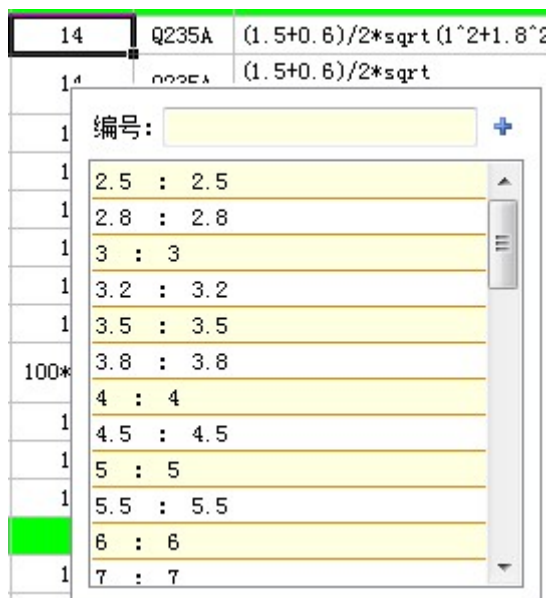 14 Q235A (1.5+0.6)/2*sqrt(1^2+1.8^2
(1.5+0.6)/2*sqrt
编号:
2.5 : 2.5
2.8 : 2.8
3 : 3
3.2 : 3.2
3.5 : 3.5
3.8 : 3.8
100*
4 : 4
4.5 : 4.5
5 : 5
5.5 : 5.5
6 : 6
7 : 7